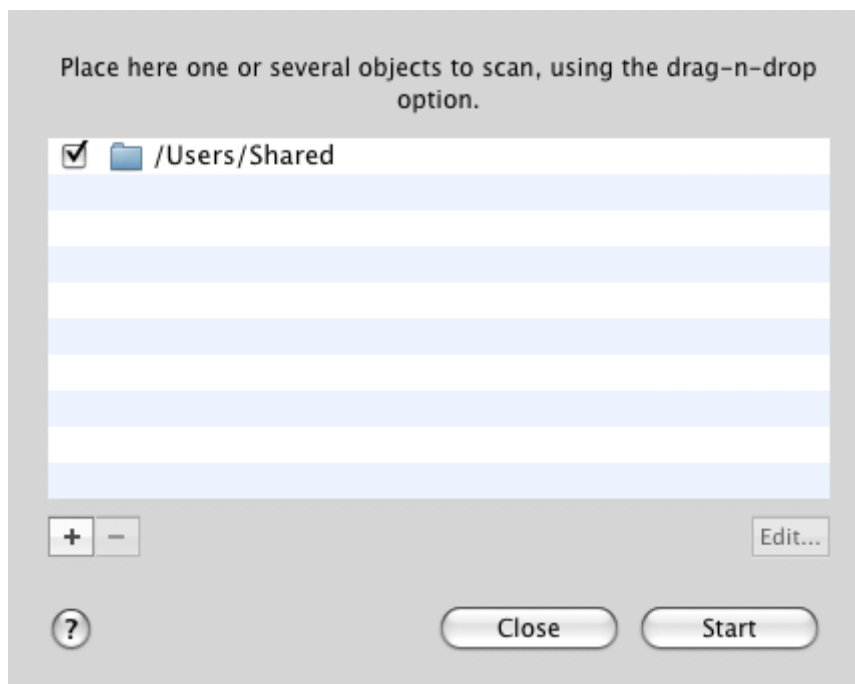 Place here one or several objects to scan, using the drag-n-drop
option.
/Users/Shared
+ −
Edit...
? Close Start